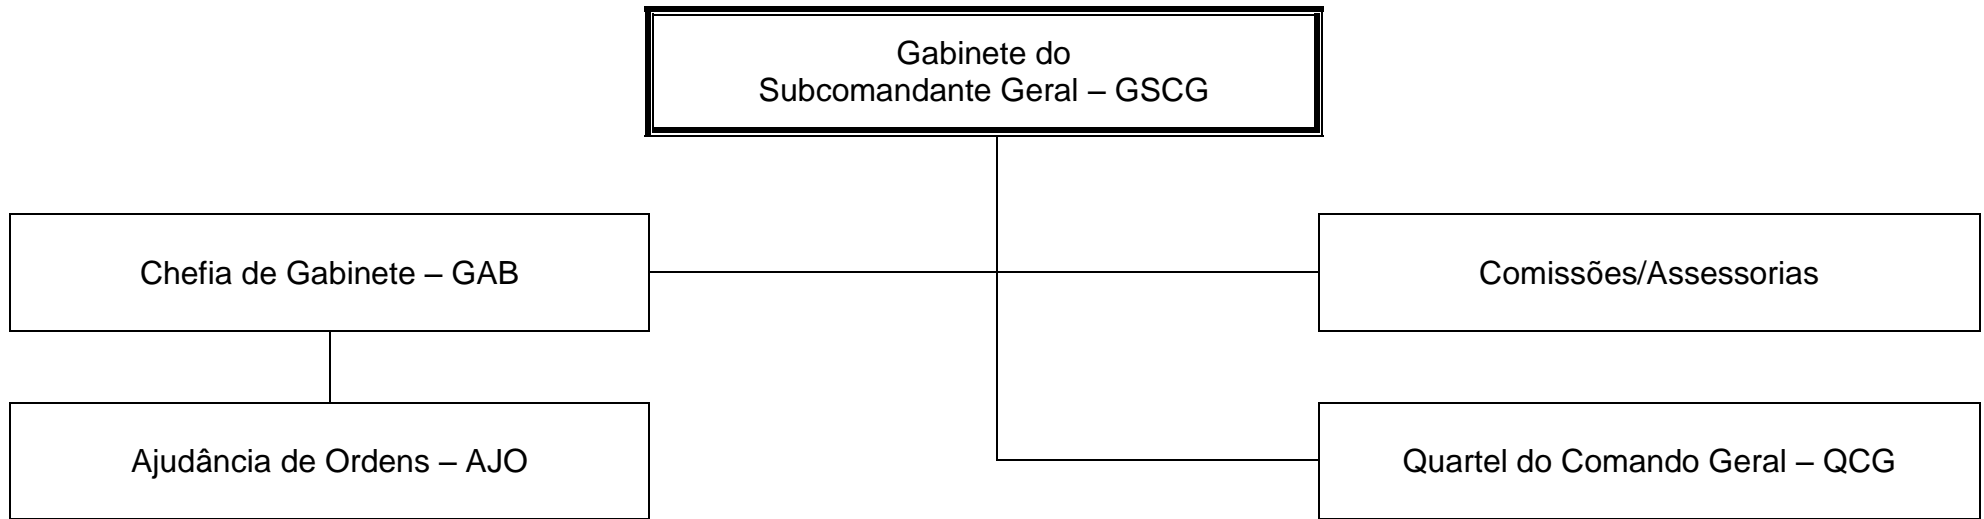 Gabinete do
Subcomandante Geral – GSCG
Chefia de Gabinete – GAB
Comissões/Assessorias
Ajudância de Ordens – AJO
Quartel do Comando Geral – QCG